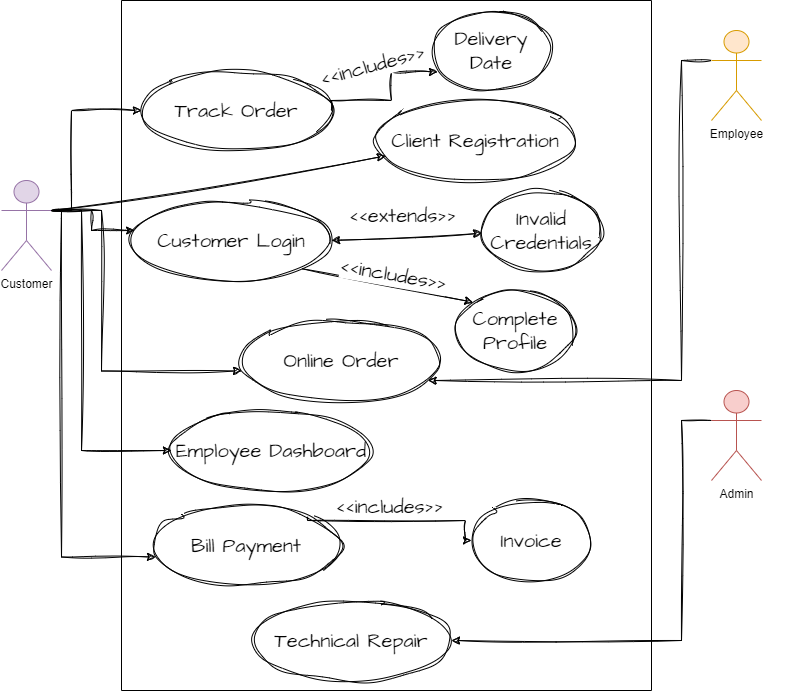 Delivery
Date
<<includes>>
Track Order
Client Registration
Employee
<<extends>>
Invalid
Credentials
Customer Login
Customer
<<includes>>
Complete
Profile
Online Order
Employee Dashboard
Admin
<<includes>>
Bill Payment
Invoice
Technical Repair